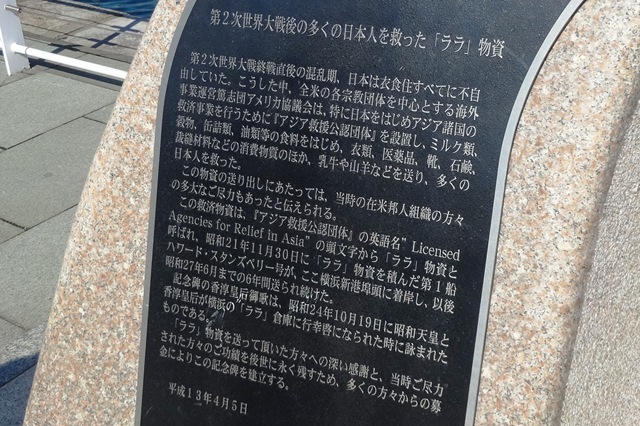 第2次世界大戦後の多くの日本人を救った「ララ」物資
第2次世界大戦終戦直後の混乱期、日本は衣食住すべてに不自
由していた。こうした中、全米の各宗教団体を中心とする海外
事業運営篤志団アメリカ協議会は、特に日本をはじめアジア諸国の
救済事業を行うために『アジア救援公認団体』を設置し、ミルク類、
穀物、缶詰類、油類等の食料をはじめ、衣類、医薬品、靴、石鹸、
裁縫材料などの消費物資のほか、乳牛や山羊などを送り、多くの
日本人を救った。
この物資の送り出しにあたっては、当時の在米邦人組織の方々
の多大なご尽力もあったと伝えられる。
この救済物資は、『アジア救援公認団体』の英語名" Licensed
Agencies for Relief in Asia" の頭文字から「ララ」物資と
呼ばれ、昭和21年11月30日に「ララ」物資を積んだ第1船
ハワード・スタンズベリー号が、ここ横浜新港埠頭に着岸し、以後
昭和27年6月までの6年間送られ続けた。
記念碑の香淳皇后御歌は、昭和24年10月19日に昭和天皇と
香淳皇后が横浜の「ララ」倉庫に行幸啓になられた時に詠まれた
ものである。
「ララ」物資を送って頂いた方々への深い感謝と、当時ご尽力
された方々のご功績を後世に永く残すため、多くの方々からの募
金によりこの記念碑を建立する。
平成13年4月5日